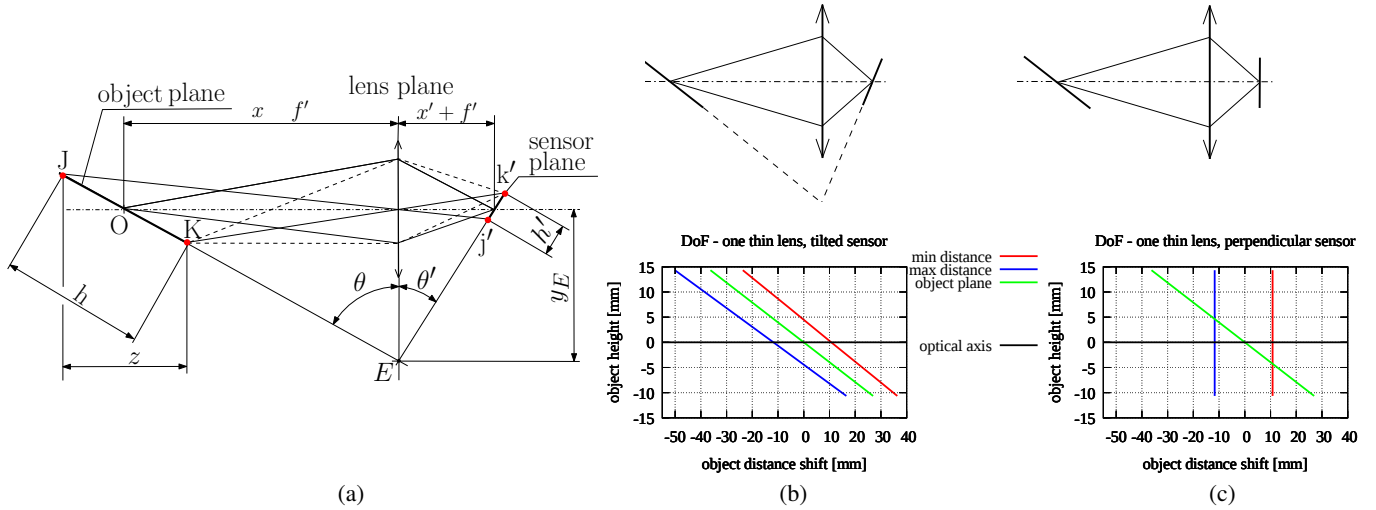 object plane
lens plane
x f′
x′ + f′
sensor
plane
J
k′
O
K
j′
h′
θ
θ′
y_E
h
z
E
(a)
DoF - one thin lens, tilted sensor
object height [mm]
15
10
5
0
-5
-10
-15
-50 -40 -30 -20 -10 0 10 20 30 40
object distance shift [mm]
min distance
max distance
object plane
optical axis
(b)
DoF - one thin lens, perpendicular sensor
object height [mm]
15
10
5
0
-5
-10
-15
-50 -40 -30 -20 -10 0 10 20 30 40
object distance shift [mm]
(c)